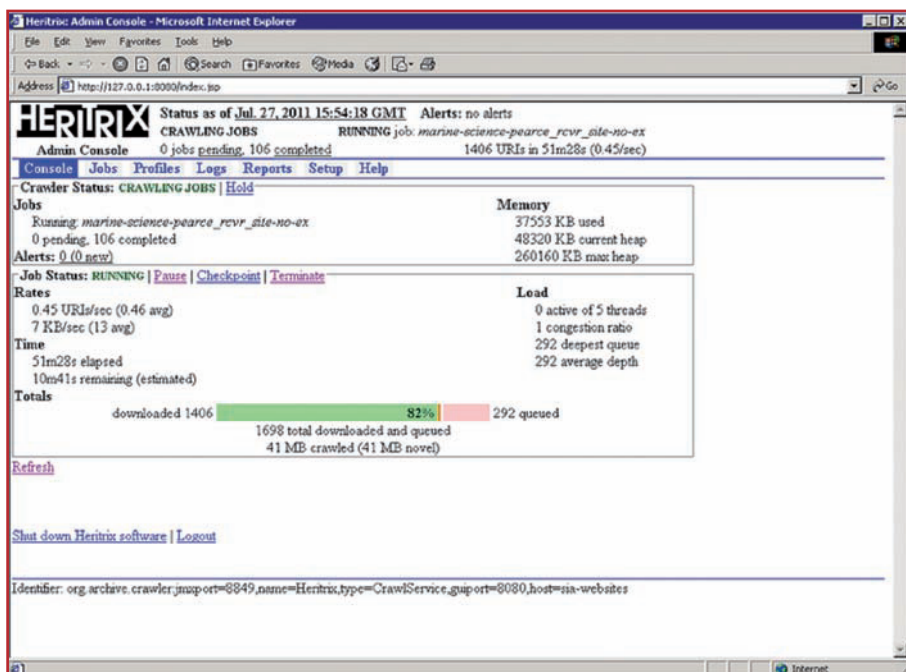 Heritrix: Admin Console - Microsoft Internet Explorer
File Edit View Favorites Tools Help
Back Search Favorites Media
Address http://127.0.0.1:8080/index.jsp Go
HERITRIX Status as of Jul. 27, 2011 15:54:18 GMT Alerts: no alerts
CRAWLING JOBS RUNNING job: marine-science-pearce_rcvr_site-no-ex
Admin Console 0 jobs pending, 106 completed 1406 URIs in 51m28s (0.45/sec)
Console Jobs Profiles Logs Reports Setup Help
Crawler Status: CRAWLING JOBS | Hold
Jobs Memory
Running: marine-science-pearce_rcvr_site-no-ex 37553 KB used
0 pending, 106 completed 48320 KB current heap
Alerts: 0 (0 new) 260160 KB max heap
Job Status: RUNNING | Pause | Checkpoint | Terminate
Rates Load
0.45 URIs/sec (0.46 avg) 0 active of 5 threads
7 KB/sec (13 avg) 1 congestion ratio
Time 292 deepest queue
51m28s elapsed 292 average depth
10m41s remaining (estimated)
Totals
downloaded 1406 82% 292 queued
1698 total downloaded and queued
41 MB crawled (41 MB novel)
Refresh
Shut down Heritrix software | Logout
Identifier: org.archive.crawler:jmxport=8849,name=Heritrix,type=CrawlService,guiport=8080,host=sia-websites
Internet